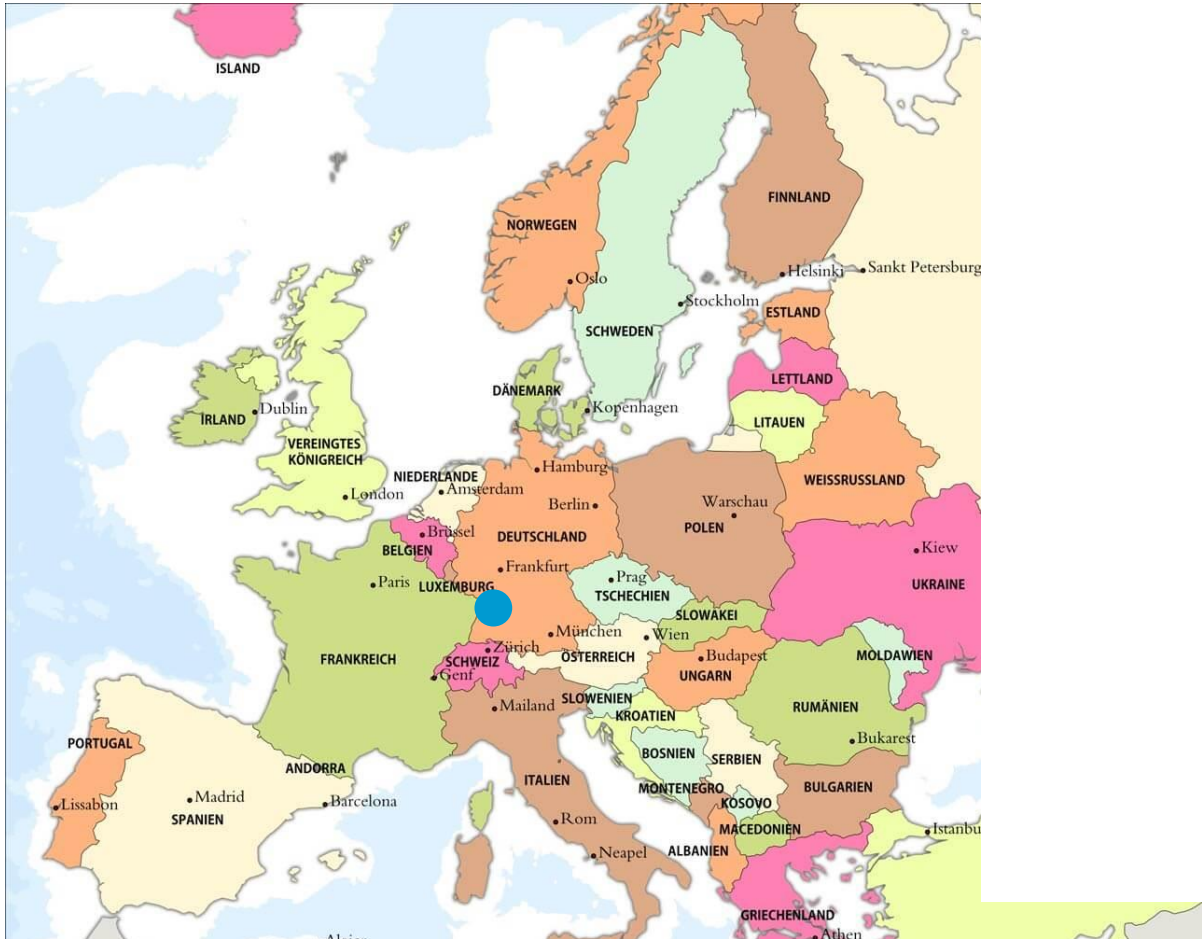 ISLAND
FINNLAND
NORWEGEN
Oslo
Helsinki
Sankt Petersburg
Stockholm
SCHWEDEN
ESTLAND
LETTLAND
DÄNEMARK
Kopenhagen
IRLAND
Dublin
LITAUEN
VEREINGTES
KÖNIGREICH
NIEDERLANDE
Hamburg
Amsterdam
London
Berlin
WEISSRUSSLAND
Warschau
POLEN
Brüssel
DEUTSCHLAND
BELGIEN
Kiew
UKRAINE
Frankfurt
Paris
LUXEMBURG
Prag
TSCHECHIEN
SLOWAKEI
München
Wien
Zürich
SCHWEIZ
ÖSTERREICH
MOLDAWIEN
FRANKREICH
Budapest
UNGARN
Genf
SLOWENIEN
Mailand
KROATIEN
RUMÄNIEN
PORTUGAL
Bukarest
BOSNIEN
SERBIEN
ANDORRA
ITALIEN
MONTENEGRO
BULGARIEN
Lissabon
Madrid
Barcelona
KOSOVO
SPANIEN
Rom
MACEDONIEN
Istanbu
Neapel
ALBANIEN
GRIECHENLAND
Athen